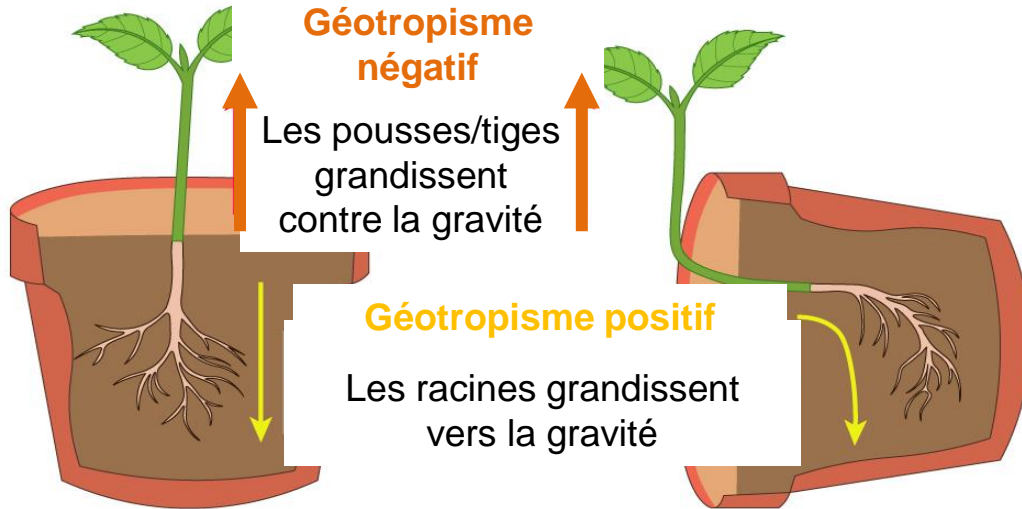 Géotropisme
négatif
Les pousses/tiges
grandissent
contre la gravité
Géotropisme positif
Les racines grandissent
vers la gravité